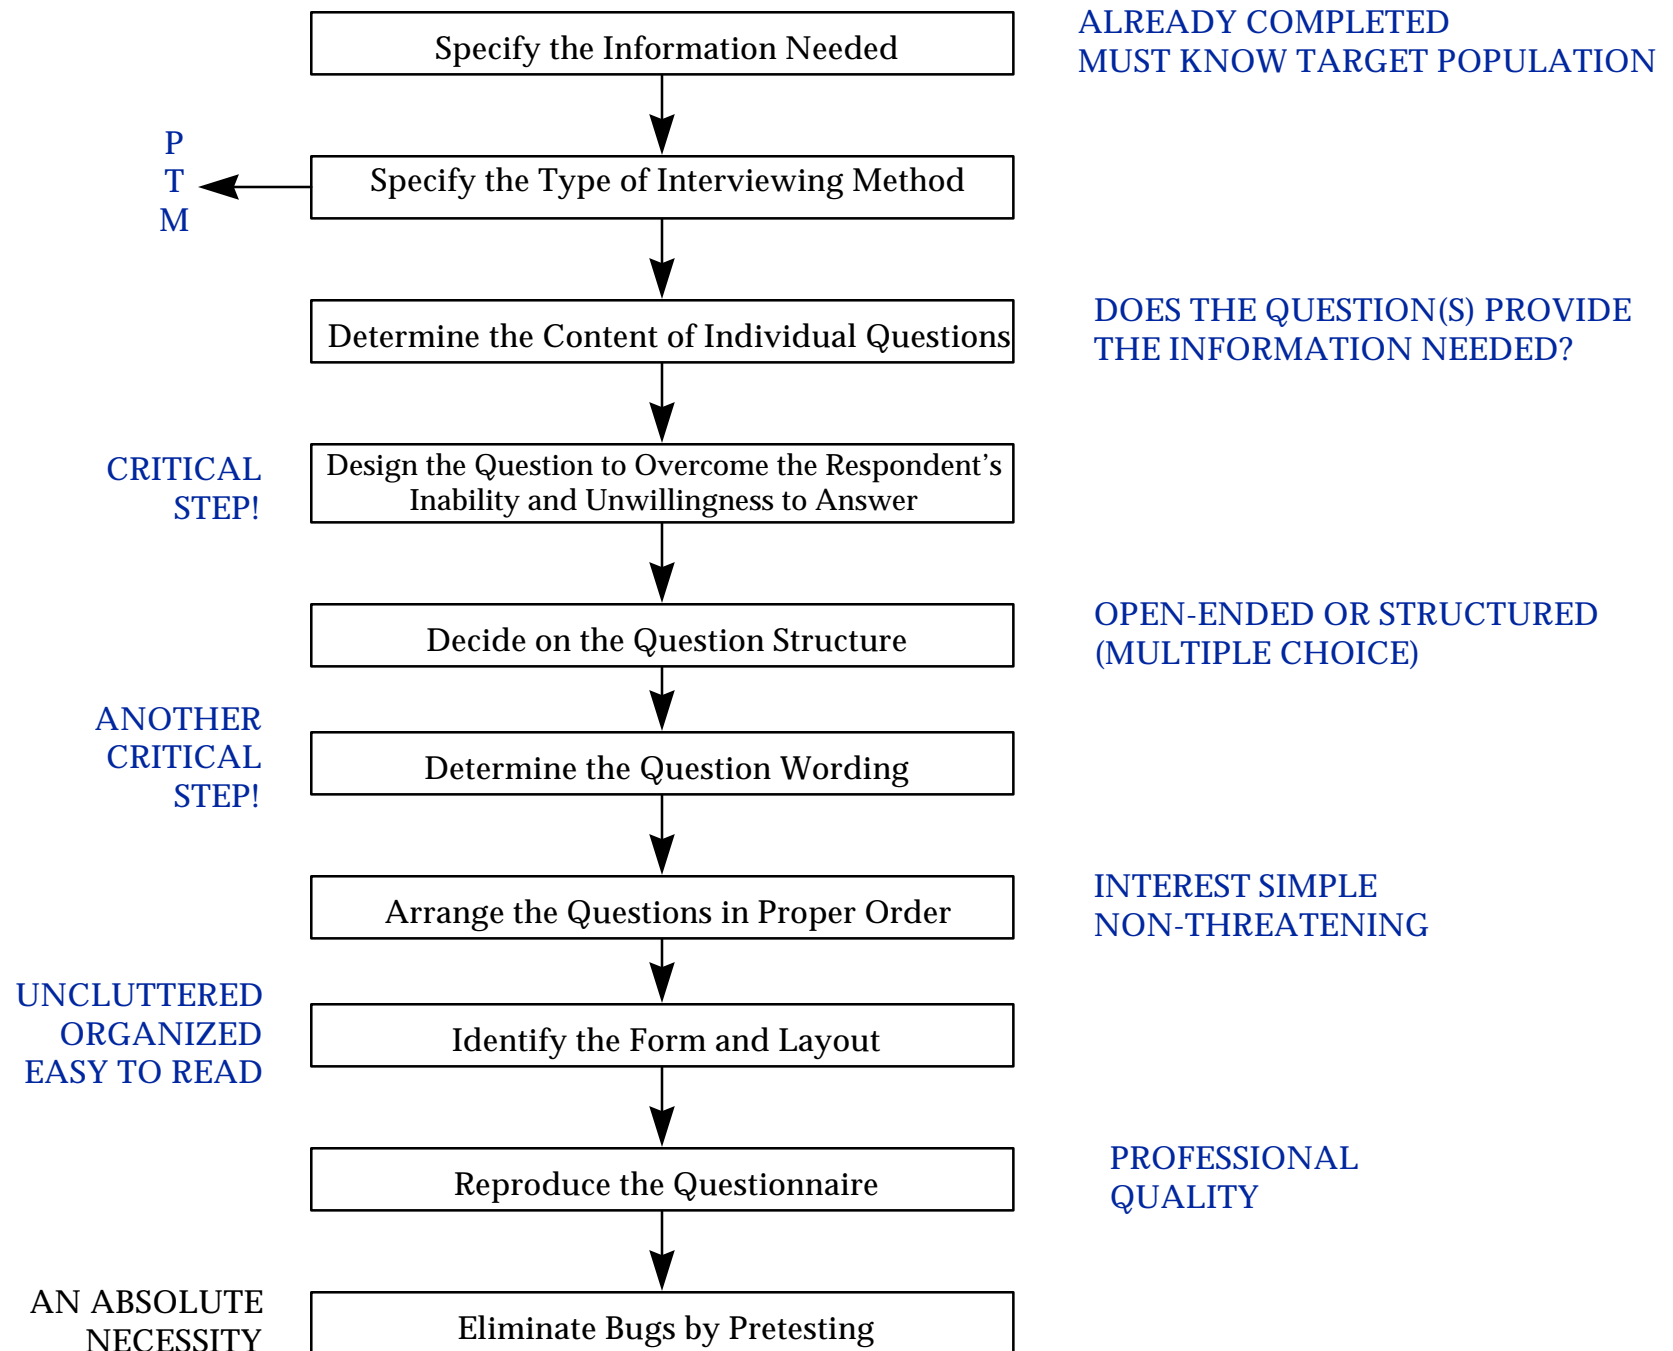 Specify the Information Needed
ALREADY COMPLETED
MUST KNOW TARGET POPULATION
P
T
M
Specify the Type of Interviewing Method
Determine the Content of Individual Questions
DOES THE QUESTION(S) PROVIDE
THE INFORMATION NEEDED?
CRITICAL
STEP!
Design the Question to Overcome the Respondent’s
Inability and Unwillingness to Answer
Decide on the Question Structure
OPEN-ENDED OR STRUCTURED
(MULTIPLE CHOICE)
ANOTHER
CRITICAL
STEP!
Determine the Question Wording
Arrange the Questions in Proper Order
INTEREST SIMPLE
NON-THREATENING
UNCLUTTERED
ORGANIZED
EASY TO READ
Identify the Form and Layout
Reproduce the Questionnaire
PROFESSIONAL
QUALITY
AN ABSOLUTE
NECESSITY
Eliminate Bugs by Pretesting